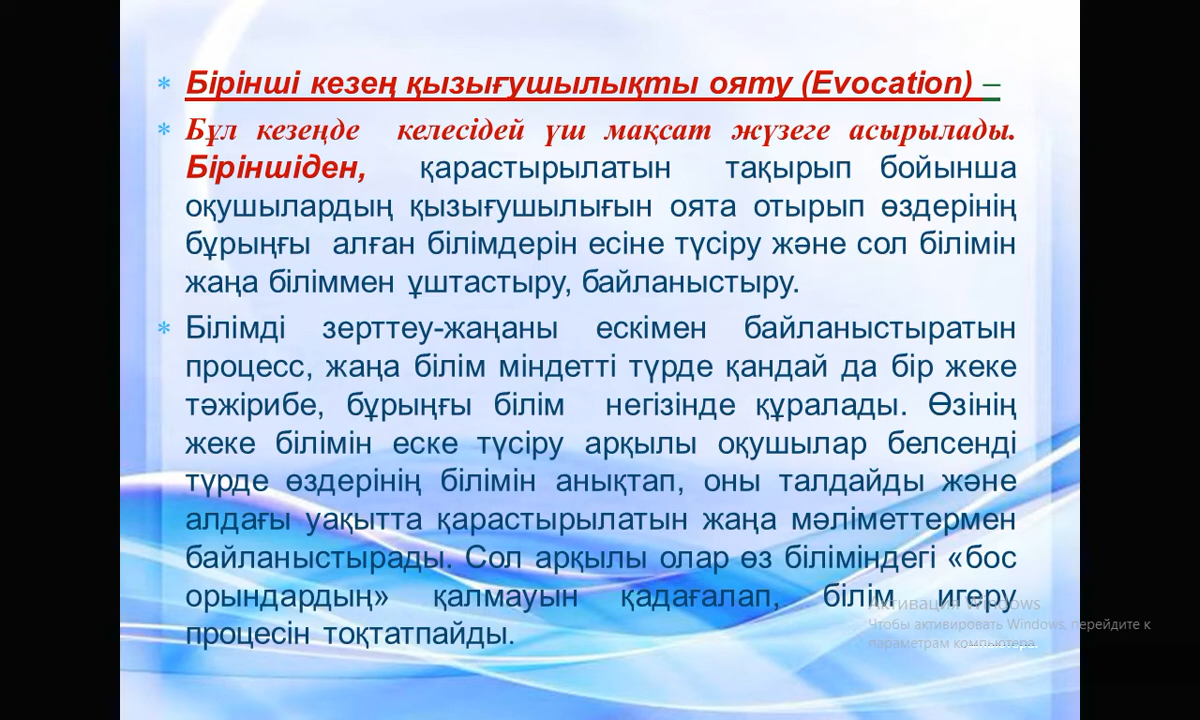 * Бірінші кезең қызығушылықты ояту (Evocation) –
* Бұл кезеңде келесідей үш мақсат жүзеге асырылады.
Біріншіден, қарастырылатын тақырып бойынша
оқушылардың қызығушылығын оята отырып өздерінің
бұрыңғы алған білімдерін есіне түсіру және сол білімін
жаңа біліммен ұштастыру, байланыстыру.
* Білімді зерттеу-жаңаны ескімен байланыстыратын
процесс, жаңа білім міндетті түрде қандай да бір жеке
тәжірибе, бұрыңғы білім негізінде құралады. Өзінің
жеке білімін еске түсіру арқылы оқушылар белсенді
түрде өздерінің білімін анықтап, оны талдайды және
алдағы уақытта қарастырылатын жаңа мәліметтермен
байланыстырады. Сол арқылы олар өз біліміндегі «бос
орындардың» қалмауын қадағалап, білім игеру
процесін тоқтатпайды.
Активация Windows
Чтобы активировать Windows, перейдите к
параметрам компьютера.